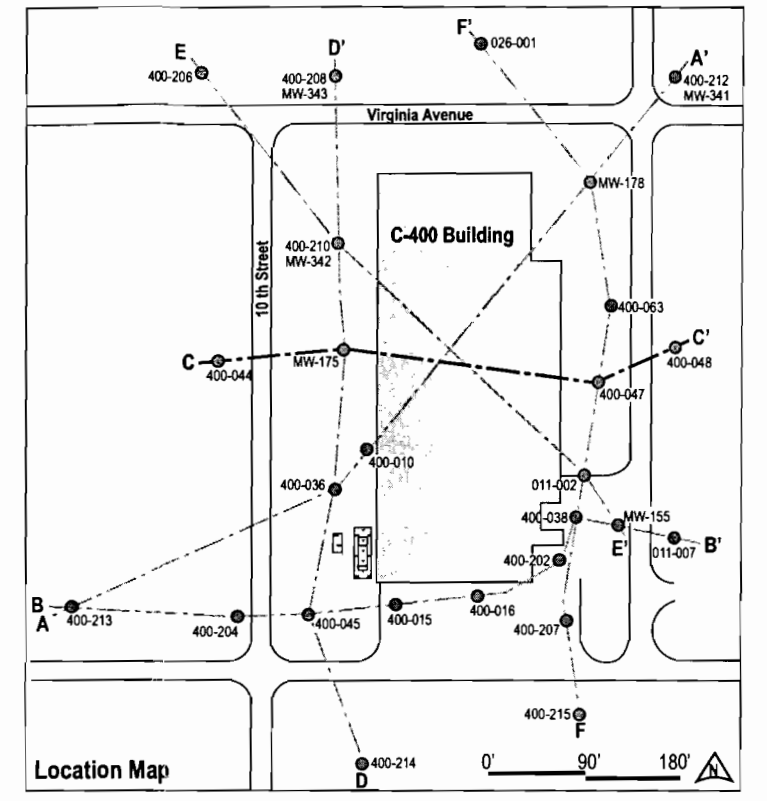 F'
E
D'
026-001
A'
400-206
400-208
MW-343
400-212
MW-341
Virginia Avenue
MW-178
C-400 Building
400-210
MW-342
10 th Street
400-063
C'
C
400-044
MW-175
400-048
400-047
400-010
400-036
011-002
400-038
MW-155
E'
011-007
B'
400-202
B
A
400-213
400-204
400-045
400-015
400-016
400-207
400-215
F
Location Map
400-214
D
0'
90'
180'
N